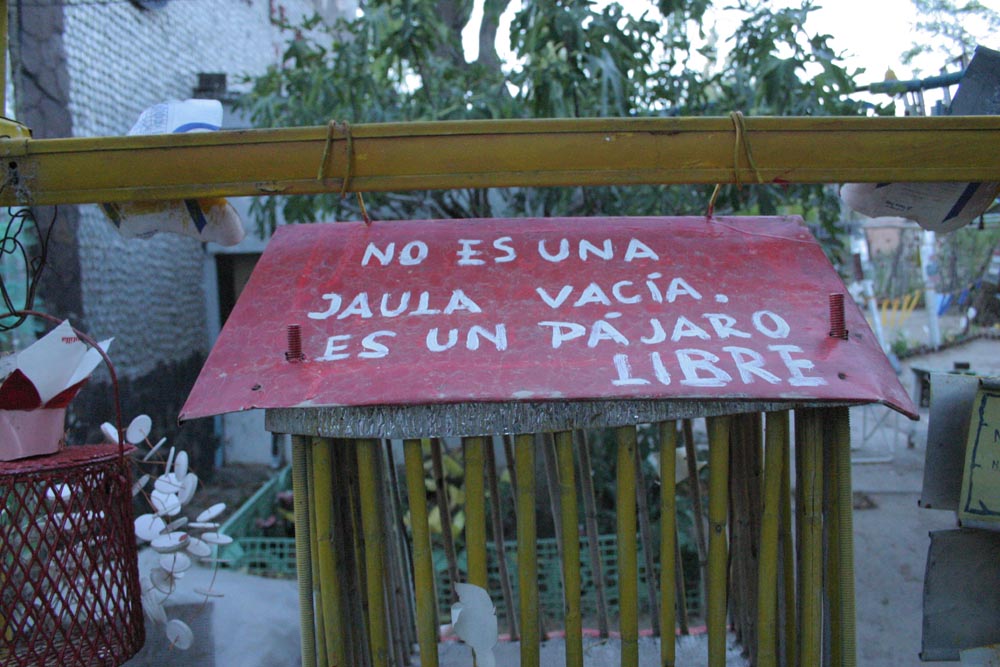 NO ES UNA
JAULA VACÍA.
ES UN PÁJARO
LIBRE